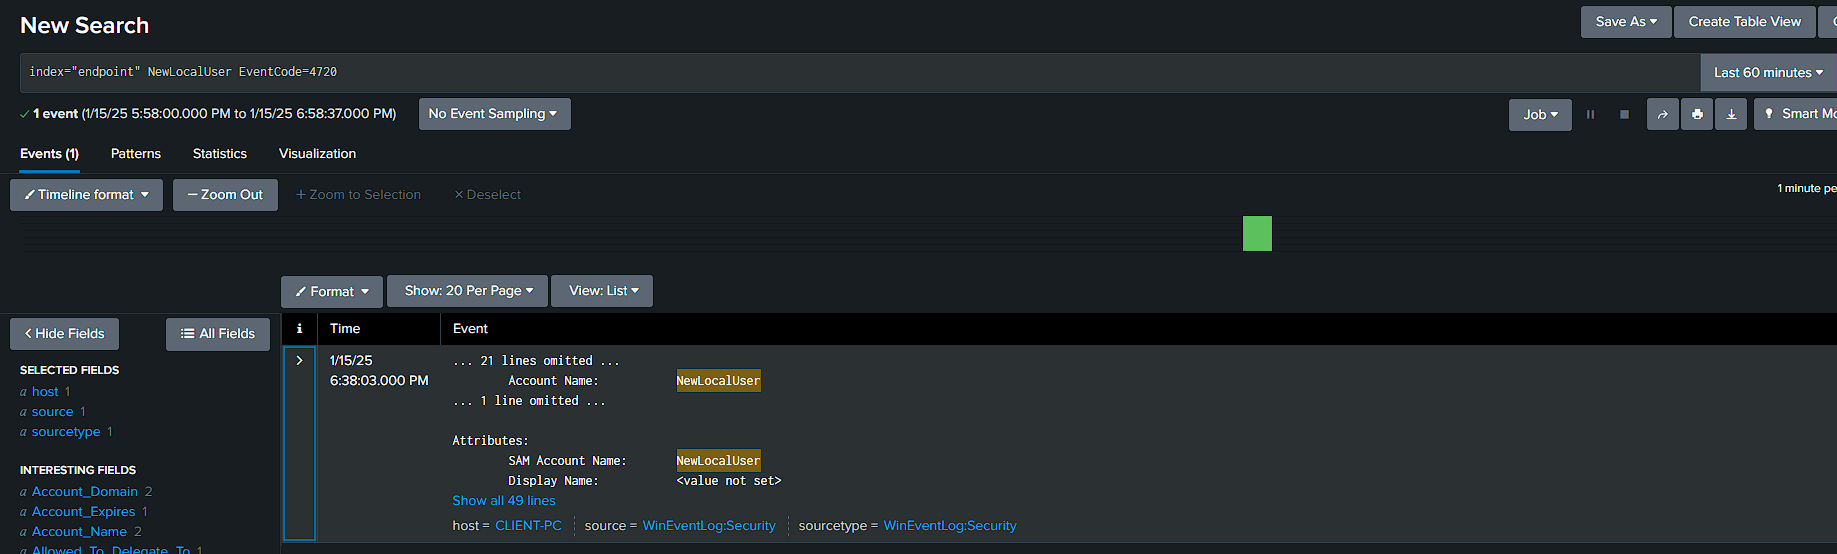 New Search
Save As
Create Table View
index="endpoint" NewLocalUser EventCode=4720
Last 60 minutes
1 event (1/15/25 5:58:00.000 PM to 1/15/25 6:58:37.000 PM)
No Event Sampling
Job
Smart Mo
Events (1)
Patterns
Statistics
Visualization
Timeline format
— Zoom Out
+ Zoom to Selection
× Deselect
1 minute pe
Format
Show: 20 Per Page
View: List
< Hide Fields
All Fields
i
Time
Event
SELECTED FIELDS
a host 1
a source 1
a sourcetype 1
INTERESTING FIELDS
a Account_Domain 2
a Account_Expires 1
a Account_Name 2
a Allowed_To_Delegate_To 1
>
1/15/25
6:38:03.000 PM
... 21 lines omitted ...
Account Name: NewLocalUser
... 1 line omitted ...
Attributes:
SAM Account Name: NewLocalUser
Display Name: <value not set>
Show all 49 lines
host = CLIENT-PC source = WinEventLog:Security sourcetype = WinEventLog:Security